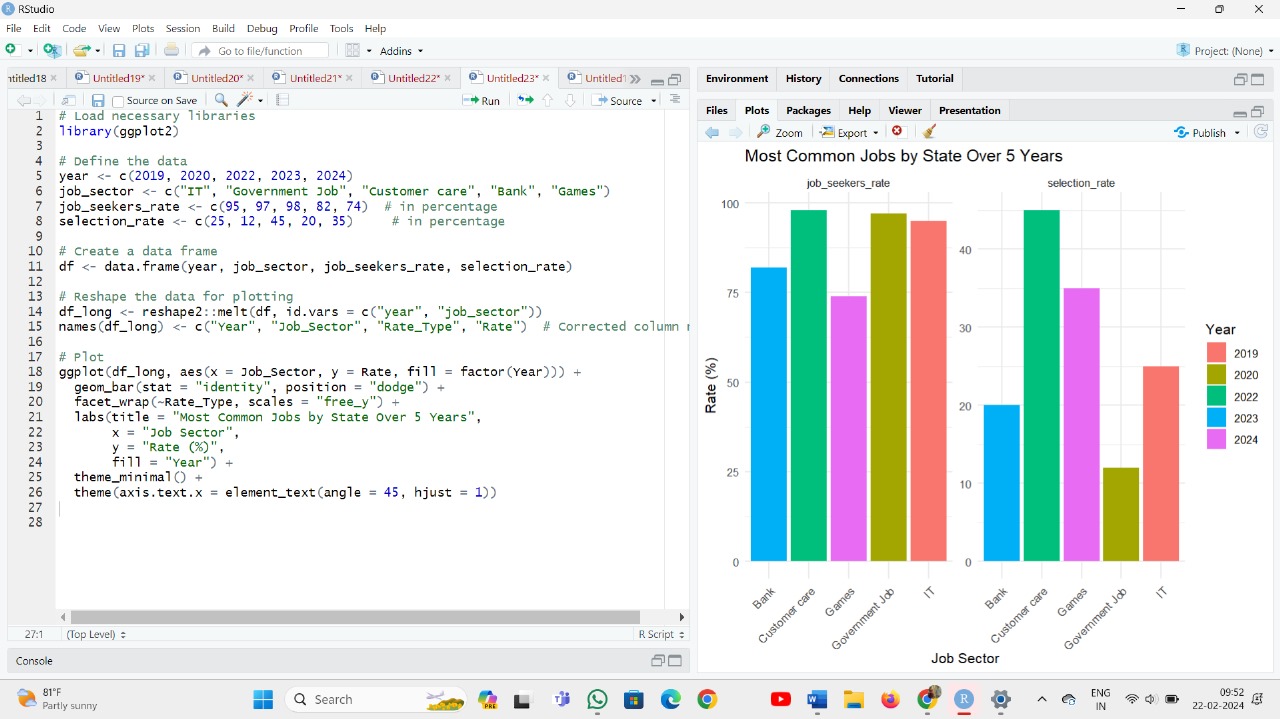 RStudio
File Edit Code View Plots Session Build Debug Profile Tools Help
Go to file/function Addins Project: (None)
ntitled18 Untitled19* Untitled20* Untitled21* Untitled22* Untitled23* Untitled1
Source on Save Run Source
1 # Load necessary libraries
2 library(ggplot2)
3
4 # Define the data
5 year <- c(2019, 2020, 2022, 2023, 2024)
6 job_sector <- c("IT", "Government Job", "Customer care", "Bank", "Games")
7 job_seekers_rate <- c(95, 97, 98, 82, 74)  # in percentage
8 selection_rate <- c(25, 12, 45, 20, 35)     # in percentage
9
10 # Create a data frame
11 df <- data.frame(year, job_sector, job_seekers_rate, selection_rate)
12
13 # Reshape the data for plotting
14 df_long <- reshape2::melt(df, id.vars = c("year", "job_sector"))
15 names(df_long) <- c("Year", "Job_Sector", "Rate_Type", "Rate")  # Corrected column
16
17 # Plot
18 ggplot(df_long, aes(x = Job_Sector, y = Rate, fill = factor(Year))) +
19   geom_bar(stat = "identity", position = "dodge") +
20   facet_wrap(~Rate_Type, scales = "free_y") +
21   labs(title = "Most Common Jobs by State Over 5 Years",
22        x = "Job Sector",
23        y = "Rate (%)",
24        fill = "Year") +
25   theme_minimal() +
26   theme(axis.text.x = element_text(angle = 45, hjust = 1))
27
28
27:1 (Top Level) R Script
Console
Environment History Connections Tutorial
Files Plots Packages Help Viewer Presentation
Zoom Export Publish
Most Common Jobs by State Over 5 Years
job_seekers_rate selection_rate
100
75
50
25
0
40
30
20
10
0
Rate (%)
Bank Customer care Games Government Job IT
Bank Customer care Games Government Job IT
Job Sector
Year
2019
2020
2022
2023
2024
81°F
Partly sunny
Search
PRE
ENG
IN
09:52
22-02-2024